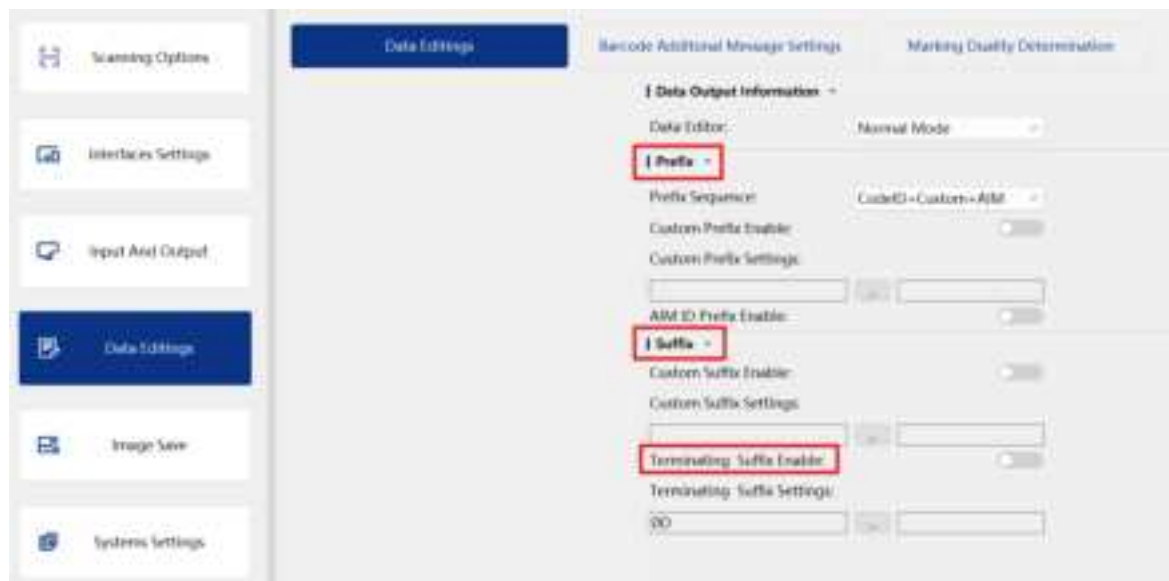 Scanning Options
Interfaces Settings
Input And Output
Data Editings
Image Save
Systems Settings
Data Editings
Barcode Additional Message Settings
Marking Quality Determination
Data Output Information
Data Editor:
Normal Mode
Prefix
Prefix Sequence:
CodeID+Custom+AIM
Custom Prefix Enable:
Custom Prefix Settings:
AIM ID Prefix Enable:
Suffix
Custom Suffix Enable:
Custom Suffix Settings:
Terminating Suffix Enable:
Terminating Suffix Settings: